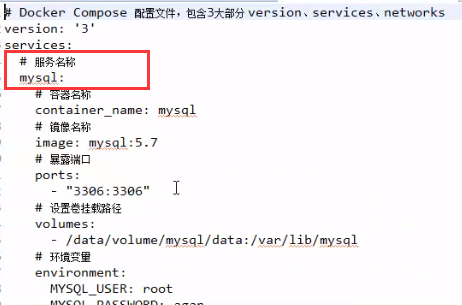 # Docker Compose 配置文件，包含3大部分 version、services、networks
version: '3'
services:
# 服务名称
mysql:
# 容器名称
container_name: mysql
# 镜像名称
image: mysql:5.7
# 暴露端口
ports:
- "3306:3306"
# 设置卷挂载路径
volumes:
- /data/volume/mysql/data:/var/lib/mysql
# 环境变量
environment:
MYSQL_USER: root
MYSQL_PASSWORD: agan